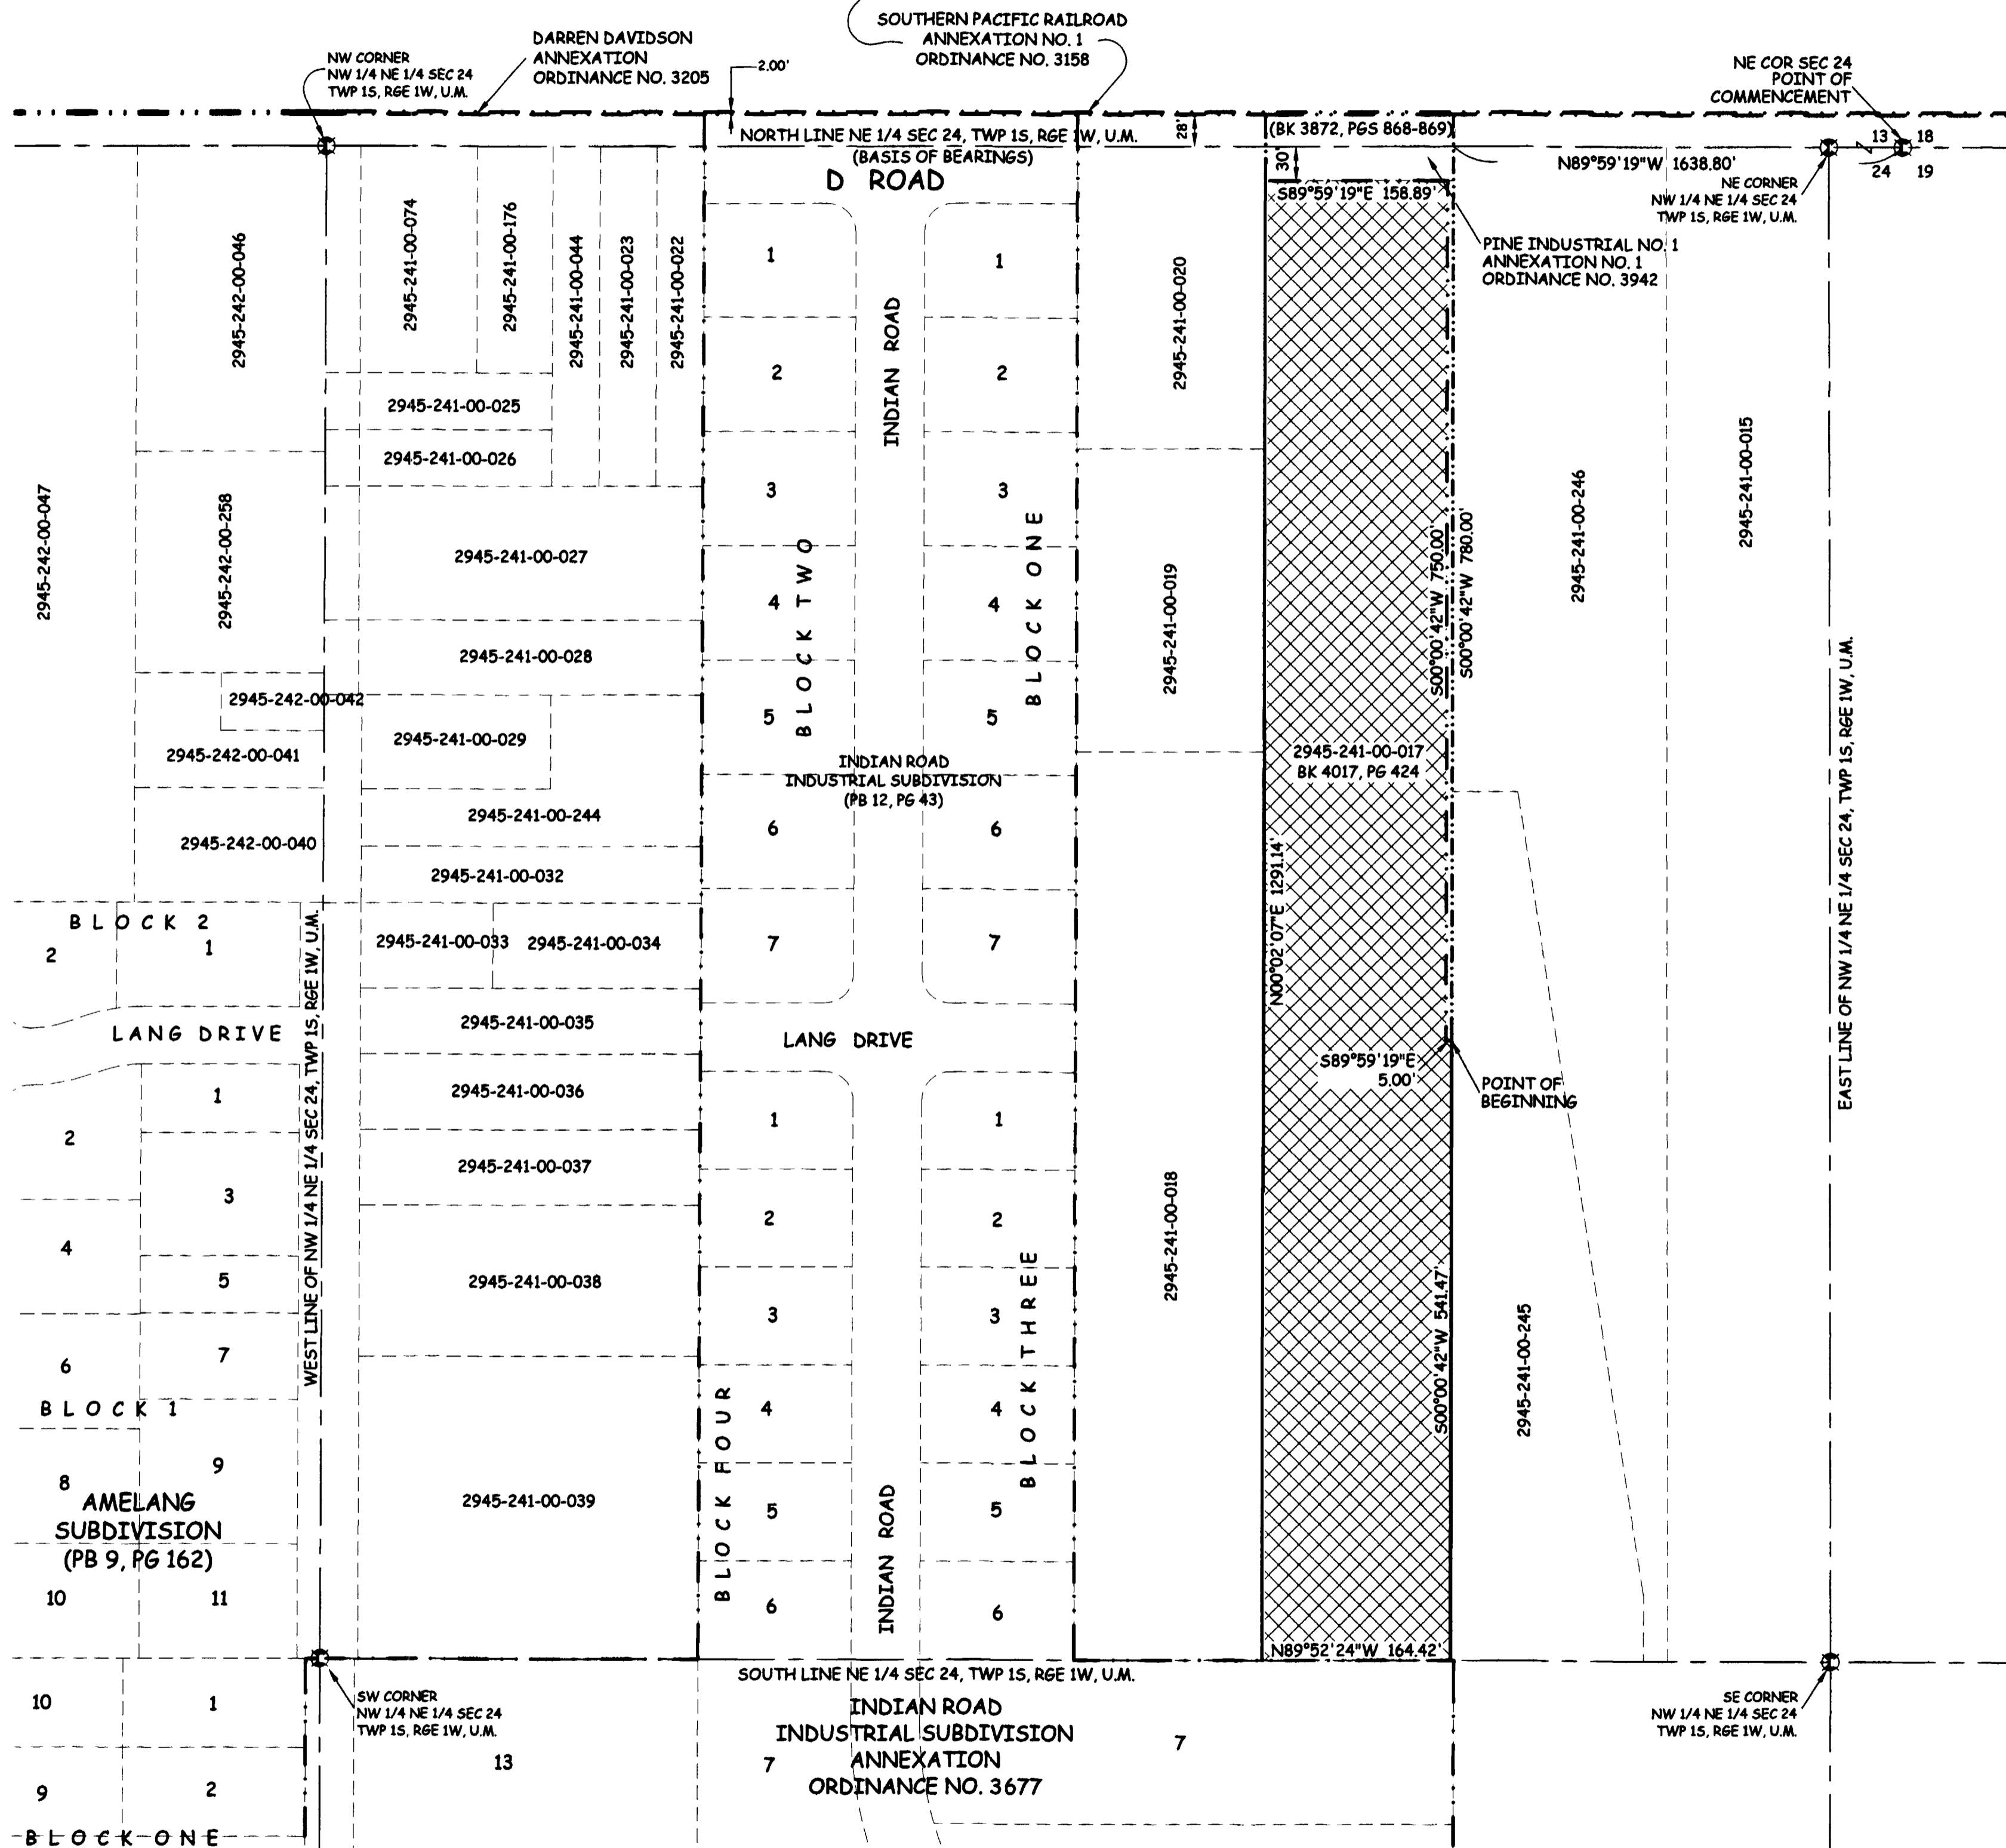 SOUTHERN PACIFIC RAILROAD
ANNEXATION NO. 1
ORDINANCE NO. 3158
DARREN DAVIDSON
ANNEXATION
ORDINANCE NO. 3205
NW CORNER
NW 1/4 NE 1/4 SEC 24
TWP 1S, RGE 1W, U.M.
2.00'
NE COR SEC 24
POINT OF
COMMENCEMENT
NORTH LINE NE 1/4 SEC 24, TWP 1S, RGE 1W, U.M.
(BASIS OF BEARINGS)
D ROAD
28'
(BK 3872, PGS 868-869)
30'
S89°59'19"E 158.89'
N89°59'19"W 1638.80'
13
18
24
19
NE CORNER
NW 1/4 NE 1/4 SEC 24
TWP 1S, RGE 1W, U.M.
PINE INDUSTRIAL NO. 1
ANNEXATION NO. 1
ORDINANCE NO. 3942
2945-242-00-047
2945-242-00-046
2945-242-00-258
2945-242-00-042
2945-242-00-041
2945-242-00-040
2945-241-00-074
2945-241-00-176
2945-241-00-044
2945-241-00-023
2945-241-00-022
2945-241-00-025
2945-241-00-026
2945-241-00-027
2945-241-00-028
2945-241-00-029
2945-241-00-244
2945-241-00-032
2945-241-00-033
2945-241-00-034
2945-241-00-035
2945-241-00-036
2945-241-00-037
2945-241-00-038
2945-241-00-039
1
2
3
4
5
6
7
BLOCK TWO
INDIAN ROAD
1
2
3
4
5
6
7
BLOCK ONE
INDIAN ROAD
INDUSTRIAL SUBDIVISION
(PB 12, PG 43)
LANG DRIVE
1
2
3
4
5
6
BLOCK FOUR
INDIAN ROAD
1
2
3
4
5
6
BLOCK THREE
2945-241-00-020
2945-241-00-019
2945-241-00-018
2945-241-00-017
BK 4017, PG 424
N00°02'07"E 1291.14'
S00°00'42"W 750.00'
S00°00'42"W 780.00'
S89°59'19"E
5.00'
POINT OF
BEGINNING
S00°00'42"W 541.47'
N89°52'24"W 164.42'
2945-241-00-246
2945-241-00-015
2945-241-00-245
EAST LINE OF NW 1/4 NE 1/4 SEC 24, TWP 1S, RGE 1W, U.M.
WEST LINE OF NW 1/4 NE 1/4 SEC 24, TWP 1S, RGE 1W, U.M.
BLOCK 2
2
1
LANG DRIVE
1
2
3
4
5
6
7
BLOCK 1
8
9
AMELANG
SUBDIVISION
(PB 9, PG 162)
10
11
SOUTH LINE NE 1/4 SEC 24, TWP 1S, RGE 1W, U.M.
SW CORNER
NW 1/4 NE 1/4 SEC 24
TWP 1S, RGE 1W, U.M.
INDIAN ROAD
INDUSTRIAL SUBDIVISION
ANNEXATION
ORDINANCE NO. 3677
SE CORNER
NW 1/4 NE 1/4 SEC 24
TWP 1S, RGE 1W, U.M.
10
1
13
7
7
9
2
BLOCK ONE